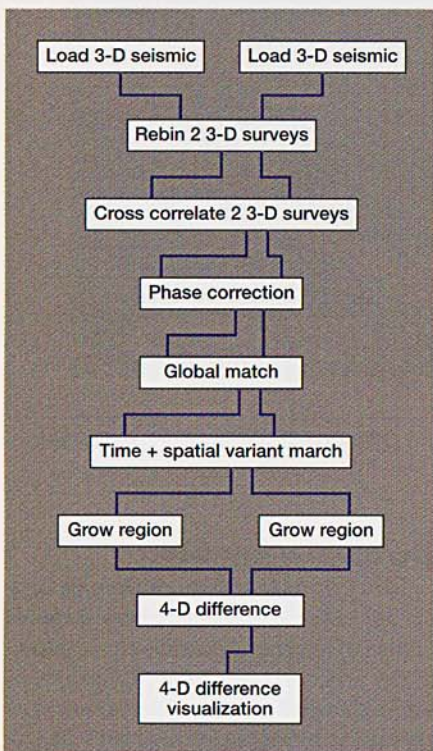 Load 3-D seismic
Load 3-D seismic
Rebin 2 3-D surveys
Cross correlate 2 3-D surveys
Phase correction
Global match
Time + spatial variant march
Grow region
Grow region
4-D difference
4-D difference
visualization